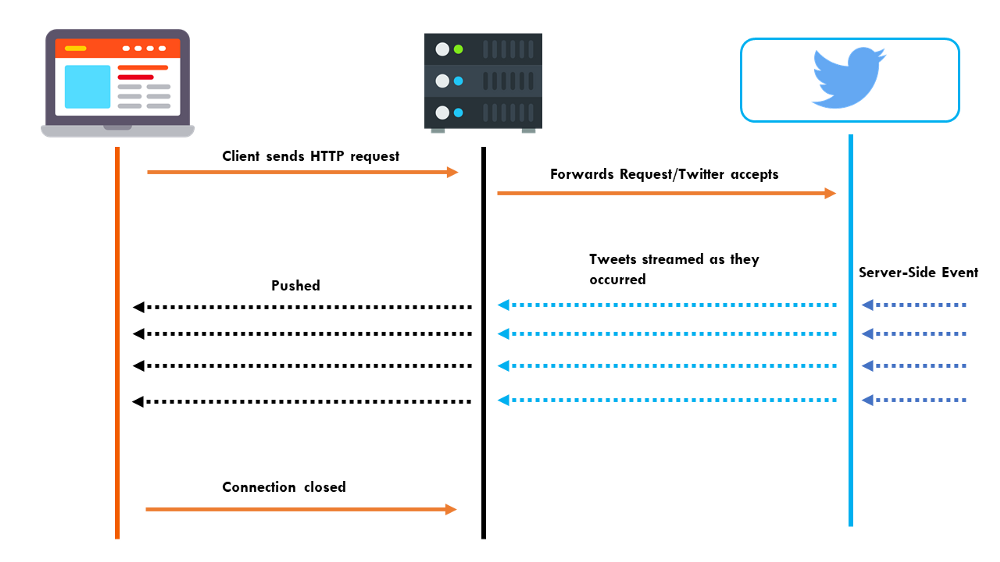 Client sends HTTP request
Forwards Request/Twitter accepts
Tweets streamed as they
occurred
Server-Side Event
Pushed
Connection closed